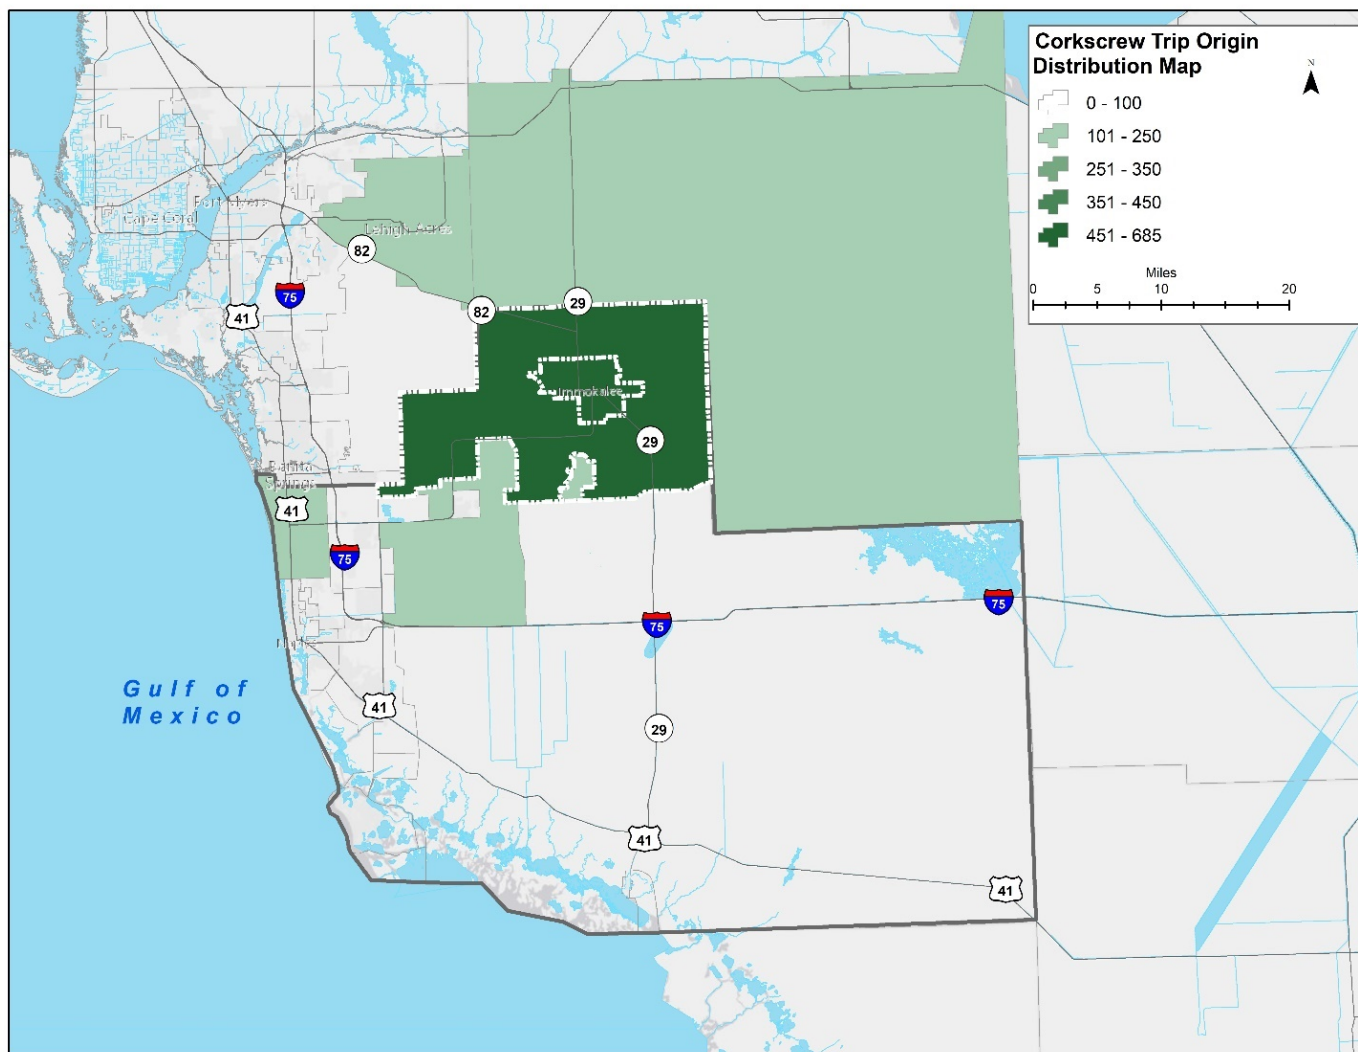 Corkscrew Trip Origin
Distribution Map
N
0 - 100
101 - 250
251 - 350
351 - 450
451 - 685
Miles
0 5 10 15 20
Fort Myers
Cape Coral
Lehigh Acres
82
75
41
82
29
Immokalee
29
Bonita
Springs
41
75
75
75
Naples
Gulf of
Mexico
41
29
41
41